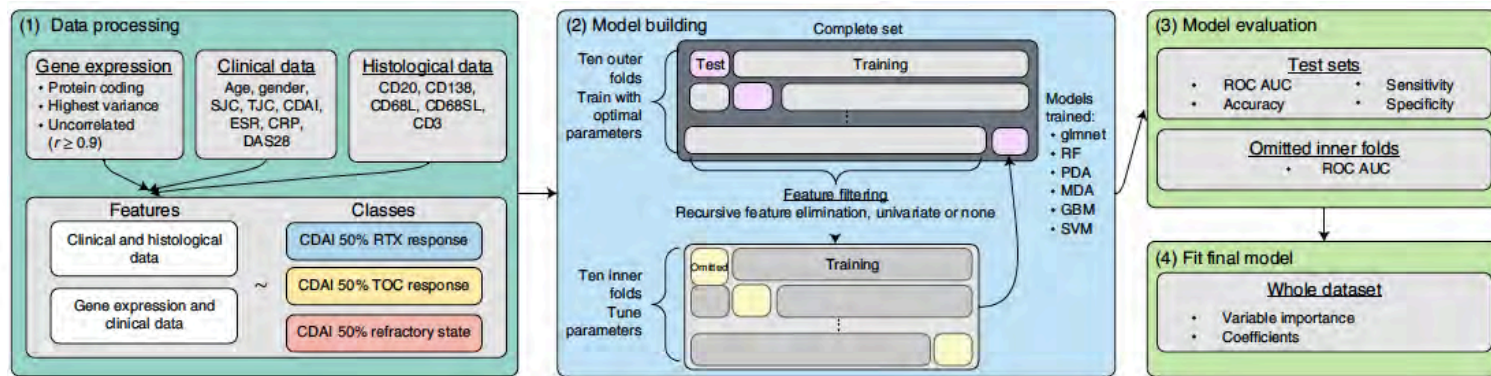 (1) Data processing
Gene expression
• Protein coding
• Highest variance
• Uncorrelated
(r ≥ 0.9)
Clinical data
Age, gender,
SJC, TJC, CDAI,
ESR, CRP,
DAS28
Histological data
CD20, CD138,
CD68L, CD68SL,
CD3
Features
Clinical and histological
data
Gene expression and
clinical data
~
Classes
CDAI 50% RTX response
CDAI 50% TOC response
CDAI 50% refractory state
(2) Model building
Complete set
Ten outer
folds
Train with
optimal
parameters
Test
Training
⋮
Feature filtering
Recursive feature elimination, univariate or none
Ten inner
folds
Tune
parameters
Omitted
Training
⋮
Models
trained:
• glmnet
• RF
• PDA
• MDA
• GBM
• SVM
(3) Model evaluation
Test sets
• ROC AUC
• Accuracy
• Sensitivity
• Specificity
Omitted inner folds
• ROC AUC
(4) Fit final model
Whole dataset
• Variable importance
• Coefficients